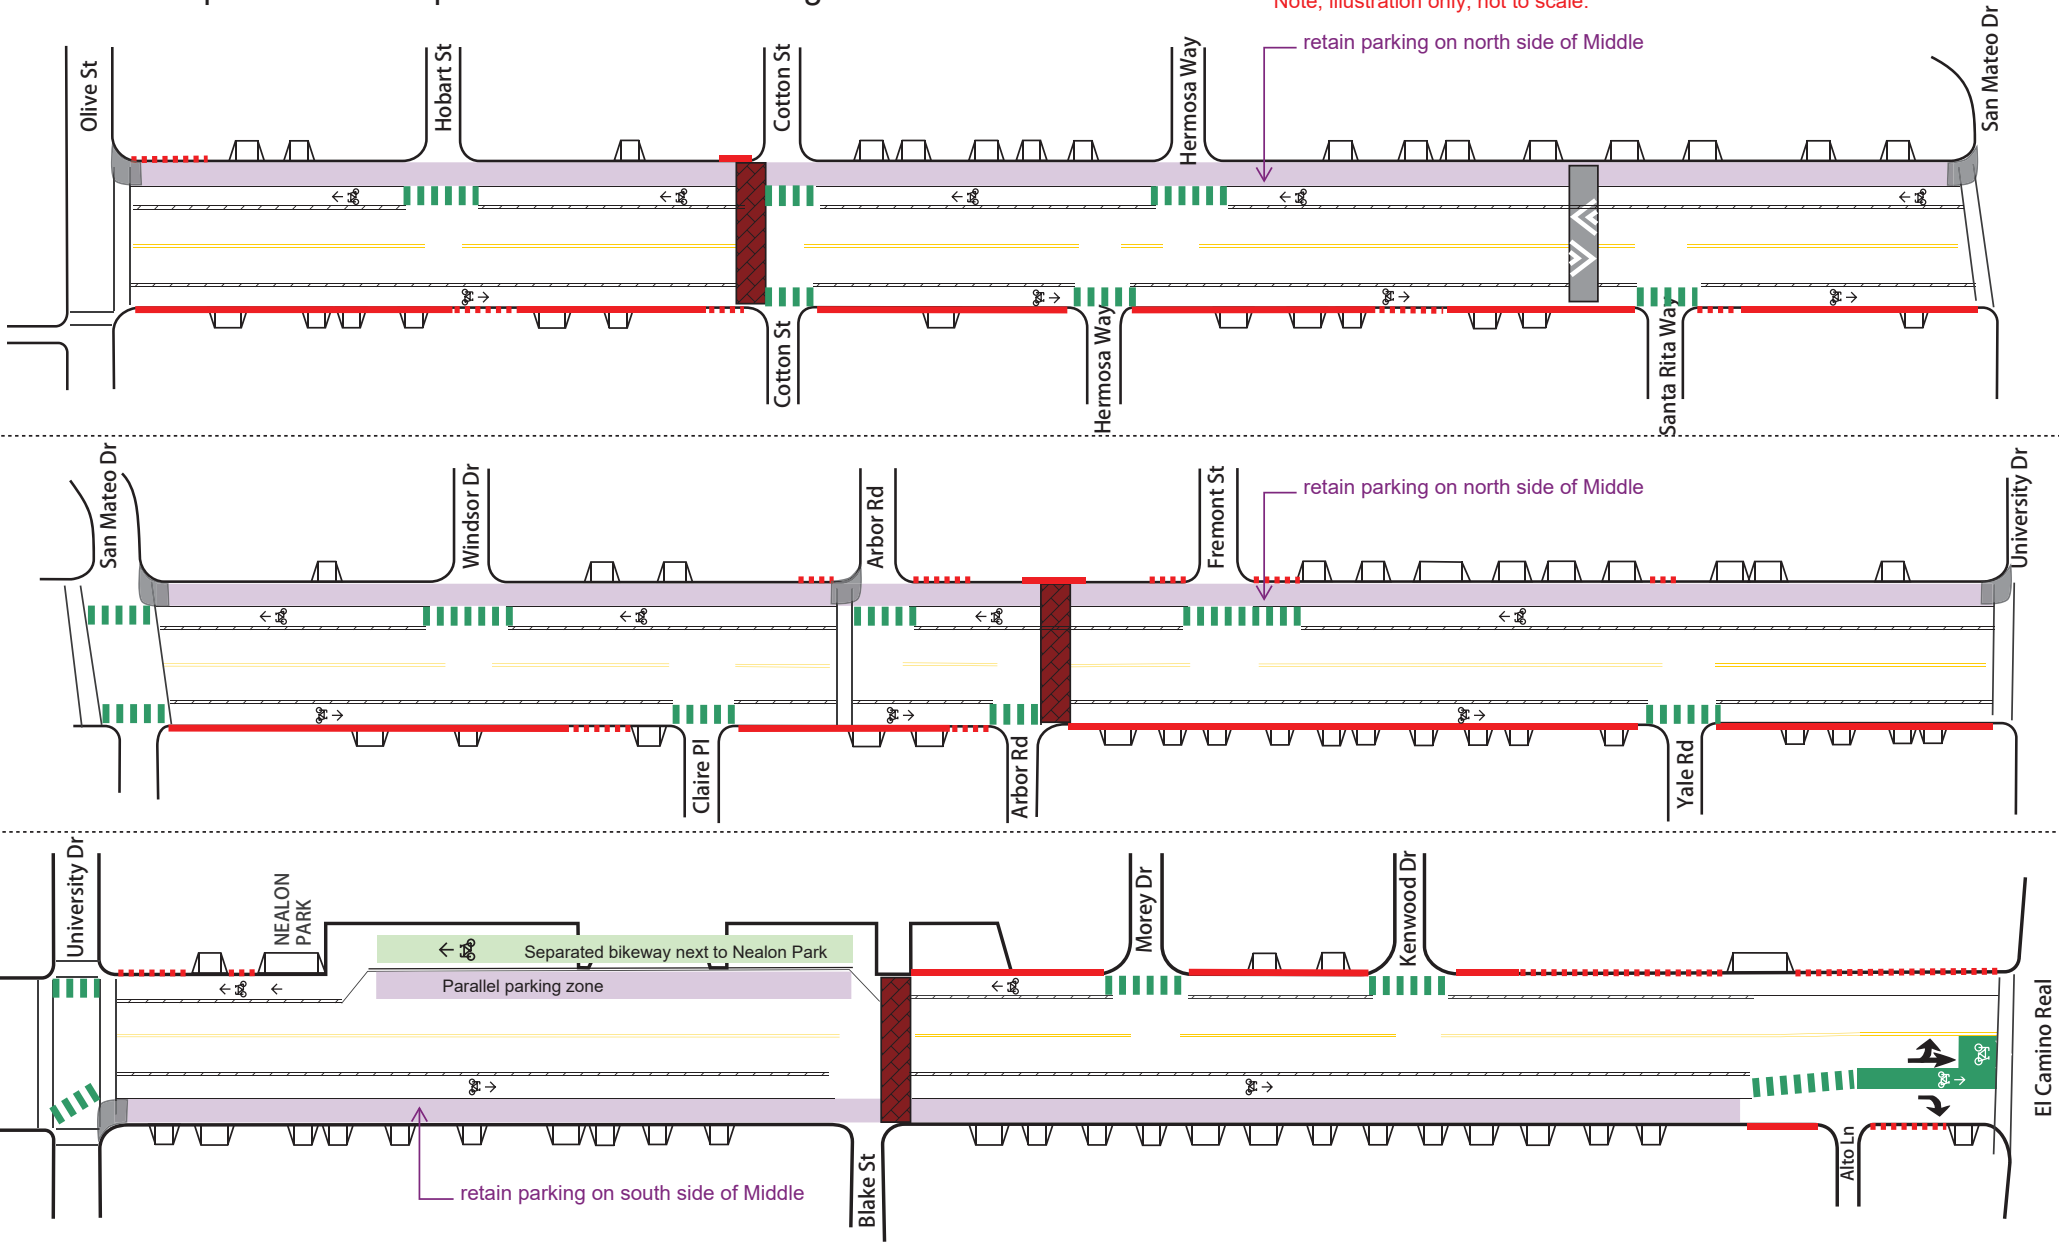 Note, illustration only, not to scale.
retain parking on north side of Middle
Olive St
Hobart St
Cotton St
Hermosa Way
San Mateo Dr
Cotton St
Hermosa Way
Santa Rita Way
San Mateo Dr
Windsor Dr
Arbor Rd
Fremont St
retain parking on north side of Middle
University Dr
Claire Pl
Arbor Rd
Yale Rd
University Dr
NEALON
PARK
Separated bikeway next to Nealon Park
Parallel parking zone
Morey Dr
Kenwood Dr
El Camino Real
retain parking on south side of Middle
Blake St
Alto Ln